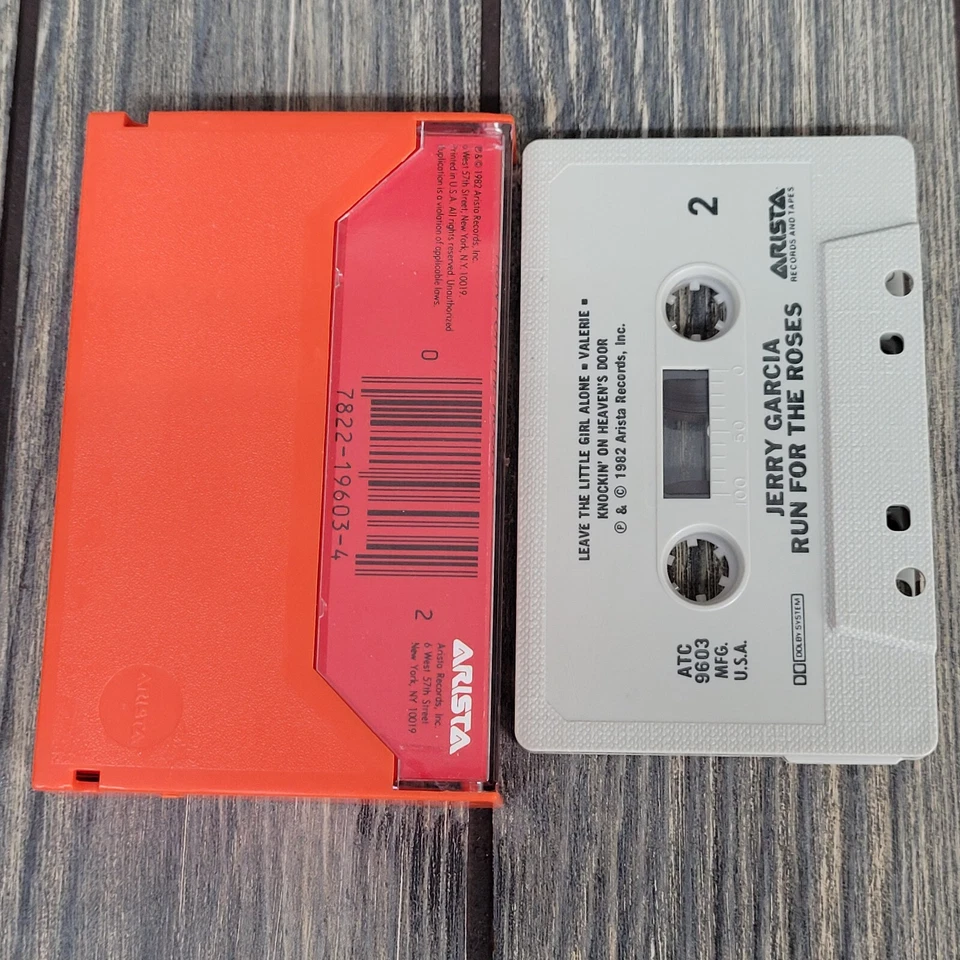 ℗ & © 1982 Arista Records, Inc.
West 57th Street, New York, N.Y. 10019
Printed in U.S.A. All rights reserved. Unauthorized
duplication is a violation of applicable laws.
0
7822-19603-4
2
ARISTA
Arista Records, Inc.
6 West 57th Street
New York, NY 10019
ARISTA
2
ARISTA
RECORDS AND TAPES
LEAVE THE LITTLE GIRL ALONE ▪ VALERIE ▪
KNOCKIN' ON HEAVEN'S DOOR
℗ & © 1982 Arista Records, Inc.
100 50 0
JERRY GARCIA
RUN FOR THE ROSES
ATC
9603
MFG.
U.S.A.
DOLBY SYSTEM